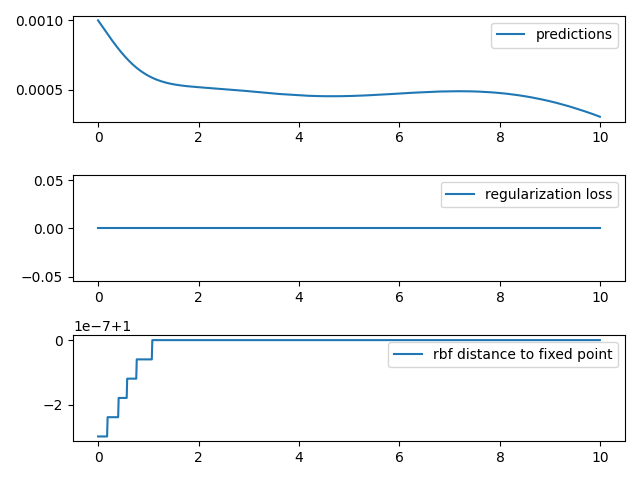 0.0010
0.0005
predictions
0 2 4 6 8 10
0.05
0.00
−0.05
regularization loss
0 2 4 6 8 10
1e−7+1
0
−2
rbf distance to fixed point
0 2 4 6 8 10